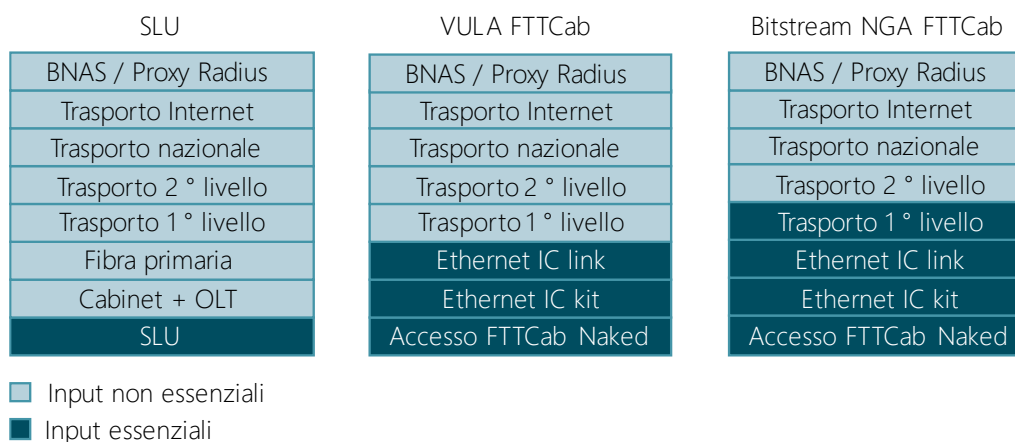 SLU
BNAS / Proxy Radius
Trasporto Internet
Trasporto nazionale
Trasporto 2 ° livello
Trasporto 1 ° livello
Fibra primaria
Cabinet + OLT
SLU
VULA FTTCab
BNAS / Proxy Radius
Trasporto Internet
Trasporto nazionale
Trasporto 2 ° livello
Trasporto 1 ° livello
Ethernet IC link
Ethernet IC kit
Accesso FTTCab Naked
Bitstream NGA FTTCab
BNAS / Proxy Radius
Trasporto Internet
Trasporto nazionale
Trasporto 2 ° livello
Trasporto 1 ° livello
Ethernet IC link
Ethernet IC kit
Accesso FTTCab Naked
Input non essenziali
Input essenziali